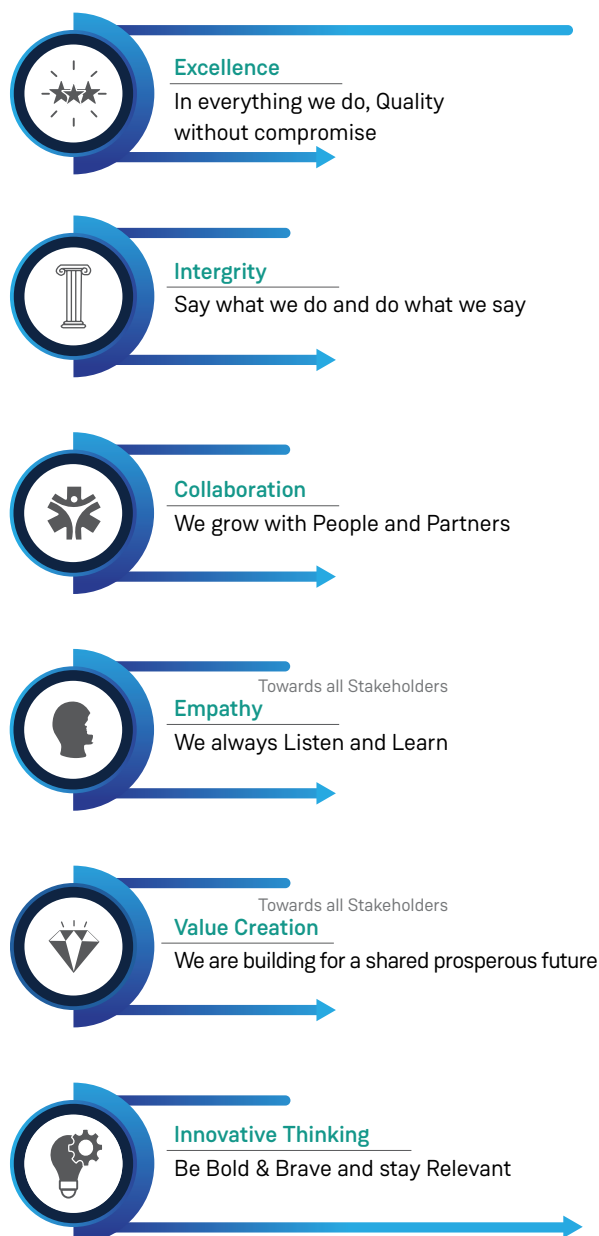 Excellence
In everything we do, Quality
without compromise
Intergrity
Say what we do and do what we say
Collaboration
We grow with People and Partners
Towards all Stakeholders
Empathy
We always Listen and Learn
Towards all Stakeholders
Value Creation
We are building for a shared prosperous future
Innovative Thinking
Be Bold & Brave and stay Relevant